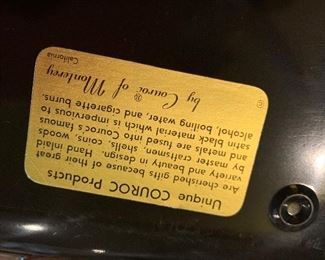 Unique COUROC Products
Are cherished gifts because of their great
variety and beauty in design. Hand inlaid
by master craftsmen, shells, coins, woods
and metals are fused into Couroc's famous
satin black material which is impervious to
alcohol, boiling water, and cigarette burns.
by Couroc® of Monterey
© California